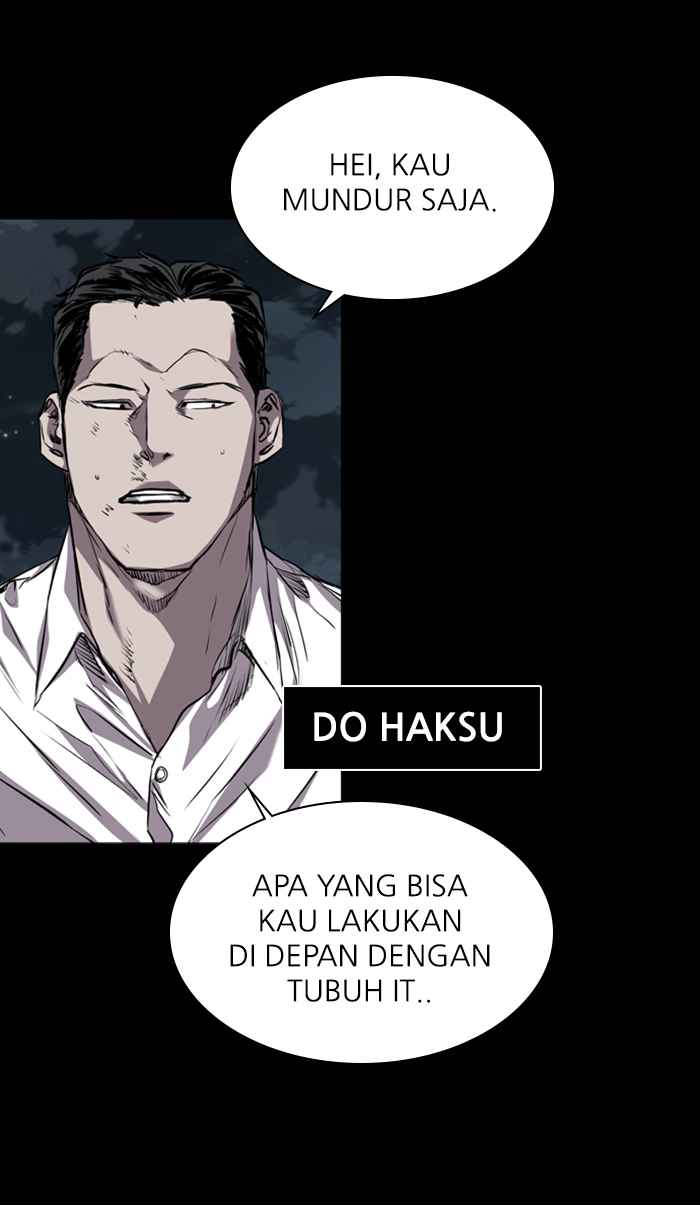 HEI, KAU
MUNDUR SAJA.
DO HAKSU
APA YANG BISA
KAU LAKUKAN
DI DEPAN DENGAN
TUBUH IT..